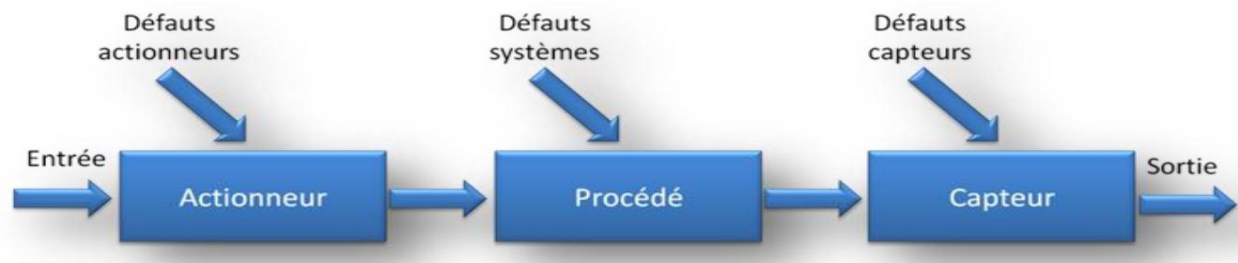 Défauts
actionneurs
Défauts
systèmes
Défauts
capteurs
Entrée
Actionneur
Procédé
Capteur
Sortie